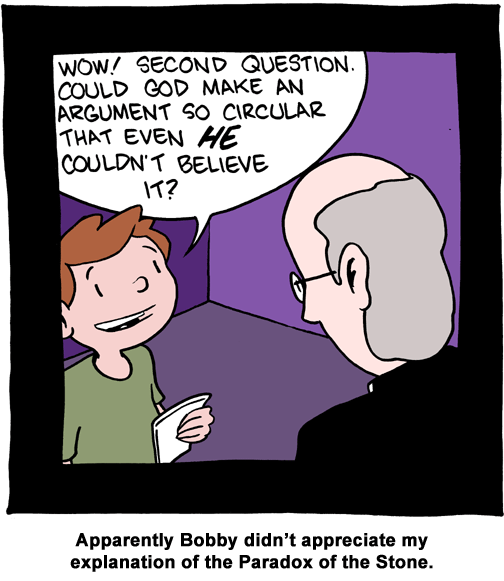 WOW! SECOND QUESTION.
COULD GOD MAKE AN
ARGUMENT SO CIRCULAR
THAT EVEN HE
COULDN'T BELIEVE
IT?
Apparently Bobby didn't appreciate my
explanation of the Paradox of the Stone.